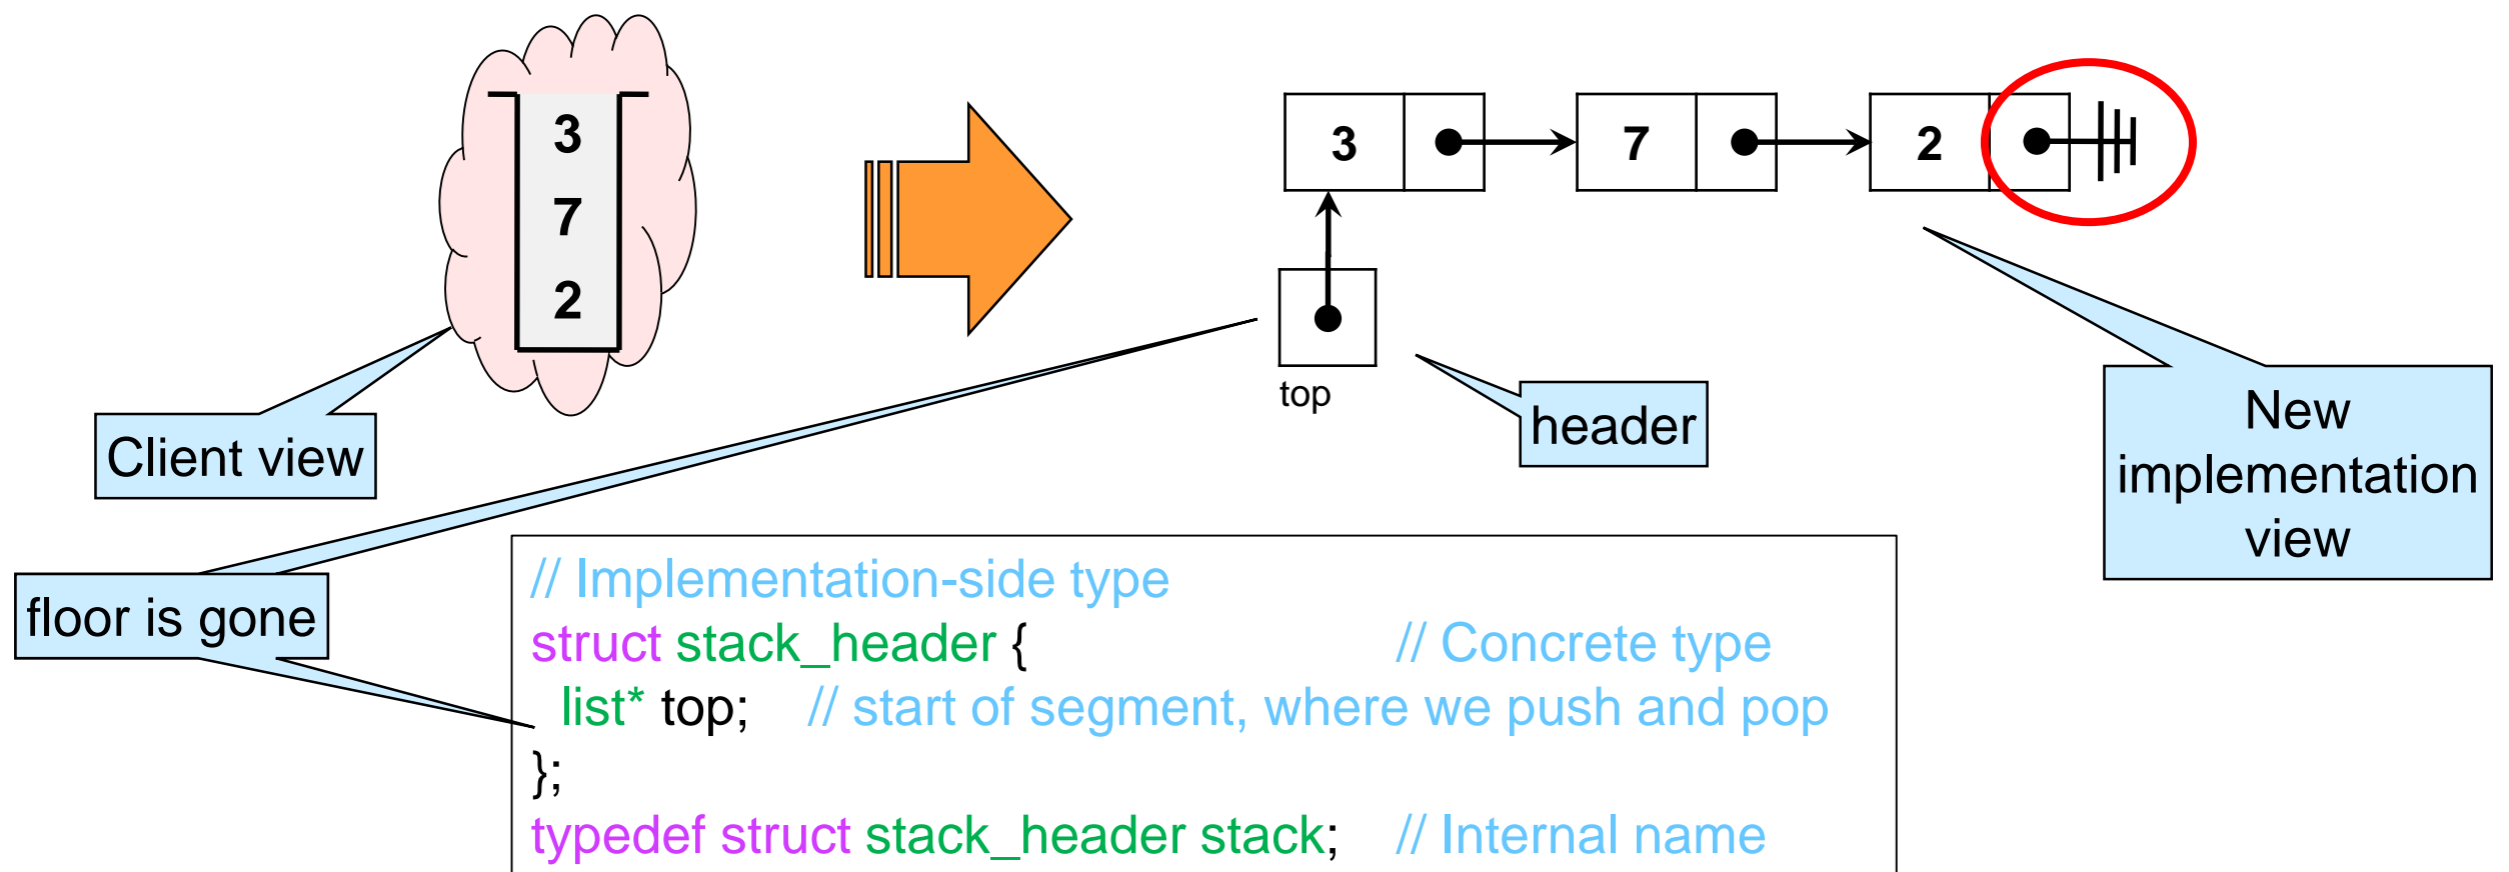 3
7
2
3
7
2
top
Client view
header
New
implementation
view
floor is gone
// Implementation-side type
struct stack_header { // Concrete type
list* top; // start of segment, where we push and pop
};
typedef struct stack_header stack; // Internal name